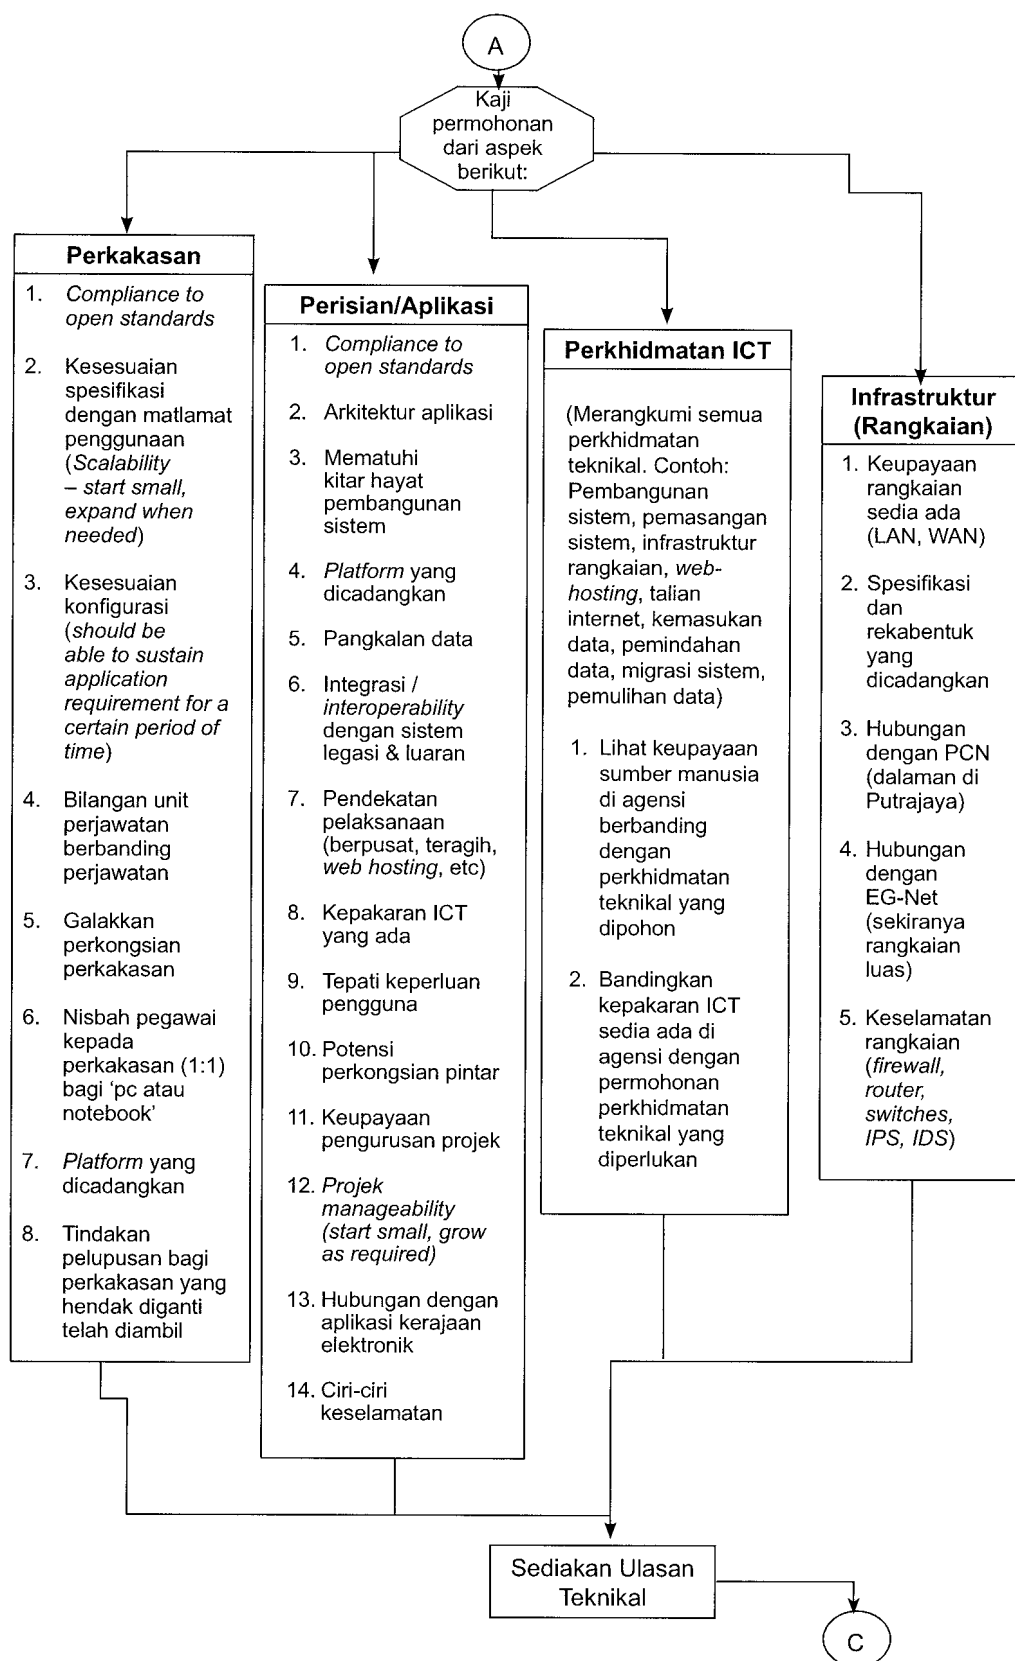 A
Kaji
permohonan
dari aspek
berikut:
Perkakasan
1. Compliance to
open standards
2. Kesesuaian
spesifikasi
dengan matlamat
penggunaan
(Scalability
– start small,
expand when
needed)
3. Kesesuaian
konfigurasi
(should be
able to sustain
application
requirement for a
certain period of
time)
4. Bilangan unit
perjawatan
berbanding
perjawatan
5. Galakkan
perkongsian
perkakasan
6. Nisbah pegawai
kepada
perkakasan (1:1)
bagi ‘pc atau
notebook’
7. Platform yang
dicadangkan
8. Tindakan
pelupusan bagi
perkakasan yang
hendak diganti
telah diambil
Perisian/Aplikasi
1. Compliance to
open standards
2. Arkitektur aplikasi
3. Mematuhi
kitar hayat
pembangunan
sistem
4. Platform yang
dicadangkan
5. Pangkalan data
6. Integrasi /
interoperability
dengan sistem
legasi & luaran
7. Pendekatan
pelaksanaan
(berpusat, teragih,
web hosting, etc)
8. Kepakaran ICT
yang ada
9. Tepati keperluan
pengguna
10. Potensi
perkongsian pintar
11. Keupayaan
pengurusan projek
12. Projek
manageability
(start small, grow
as required)
13. Hubungan dengan
aplikasi kerajaan
elektronik
14. Ciri-ciri
keselamatan
Perkhidmatan ICT
(Merangkumi semua
perkhidmatan
teknikal. Contoh:
Pembangunan
sistem, pemasangan
sistem, infrastruktur
rangkaian, web-
hosting, talian
internet, kemasukan
data, pemindahan
data, migrasi sistem,
pemulihan data)
1. Lihat keupayaan
sumber manusia
di agensi
berbanding
dengan
perkhidmatan
teknikal yang
dipohon
2. Bandingkan
kepakaran ICT
sedia ada di
agensi dengan
permohonan
perkhidmatan
teknikal yang
diperlukan
Infrastruktur
(Rangkaian)
1. Keupayaan
rangkaian
sedia ada
(LAN, WAN)
2. Spesifikasi
dan
rekabentuk
yang
dicadangkan
3. Hubungan
dengan PCN
(dalaman di
Putrajaya)
4. Hubungan
dengan
EG-Net
(sekiranya
rangkaian
luas)
5. Keselamatan
rangkaian
(firewall,
router,
switches,
IPS, IDS)
Sediakan Ulasan
Teknikal
C